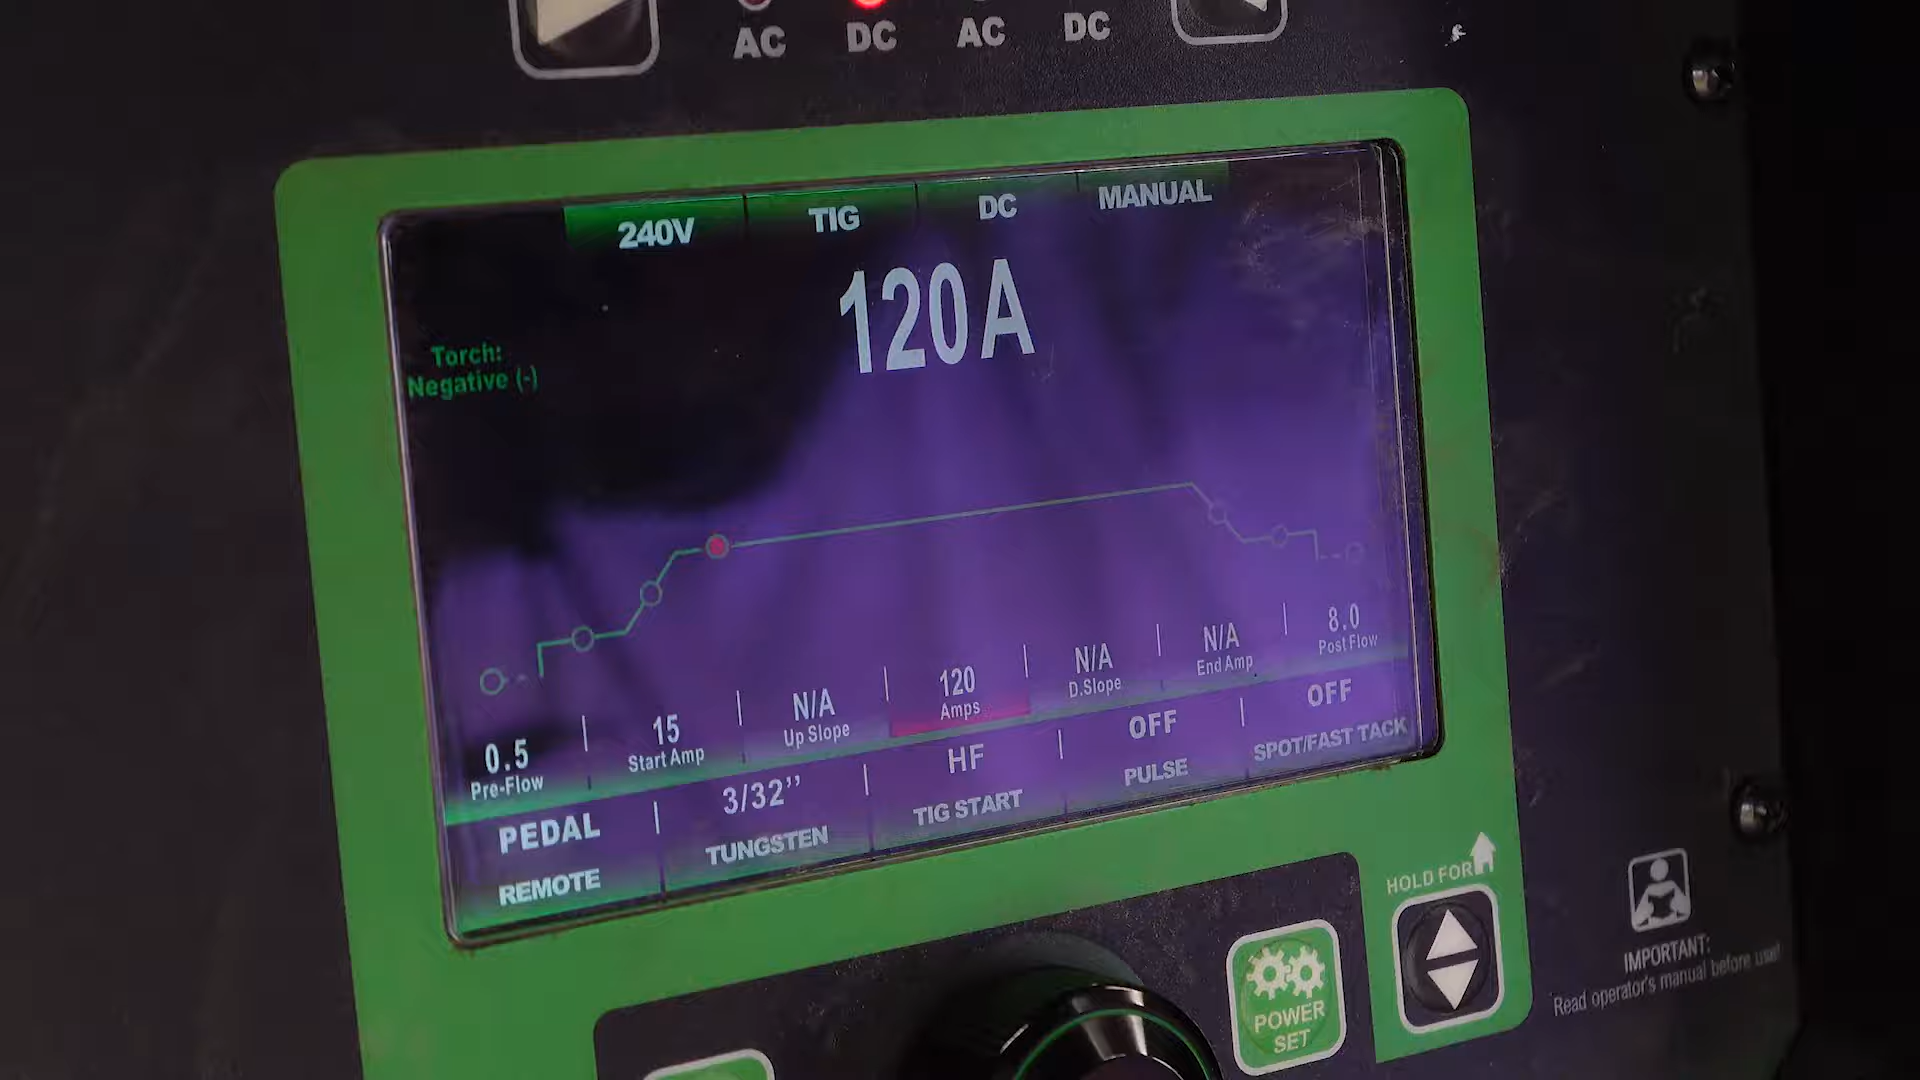 AC DC AC DC
240V TIG DC MANUAL
120A
Torch:
Negative (-)
0.5 15 N/A 120 N/A N/A 8.0
Pre-Flow Start Amp Up Slope Amps D.Slope End Amp Post Flow
PEDAL 3/32’’ HF OFF OFF
REMOTE TUNGSTEN TIG START PULSE SPOT/FAST TACK
HOLD FOR
POWER
SET
IMPORTANT:
Read operator's manual before use!